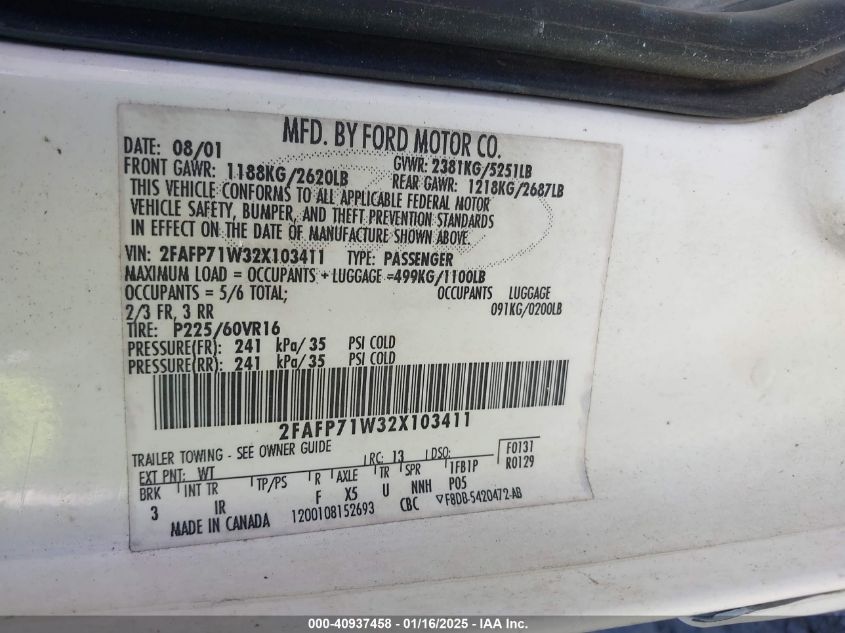 MFD. BY FORD MOTOR CO.
DATE: 08/01 GVWR: 2381KG/5251LB
FRONT GAWR: 1188KG/2620LB REAR GAWR: 1218KG/2687LB
THIS VEHICLE CONFORMS TO ALL APPLICABLE FEDERAL MOTOR
VEHICLE SAFETY, BUMPER, AND THEFT PREVENTION STANDARDS
IN EFFECT ON THE DATE OF MANUFACTURE SHOWN ABOVE.
VIN: 2FAFP71W32X103411 TYPE: PASSENGER
MAXIMUM LOAD = OCCUPANTS + LUGGAGE =499KG/1100LB
OCCUPANTS = 5/6 TOTAL; OCCUPANTS LUGGAGE
2/3 FR, 3 RR 091KG/0200LB
TIRE: P225/60VR16
PRESSURE(FR): 241 kPa/35 PSI COLD
PRESSURE(RR): 241 kPa/35 PSI COLD
2FAFP71W32X103411
TRAILER TOWING - SEE OWNER GUIDE
EXT PNT: WT RC: 13 DSO: F0131
BRK INT TR TP/PS R AXLE TR SPR 1FB1P R0129
3 IR F X5 U NNH P05
MADE IN CANADA 1200108152693 CBC ▽F8DB-5420472-AB
000-40937458 - 01/16/2025 - IAA Inc.